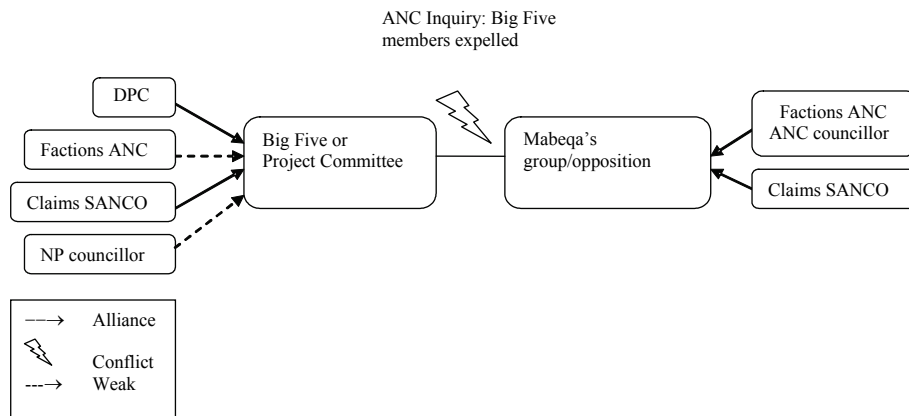 ANC Inquiry: Big Five
members expelled
DPC
Factions ANC
Claims SANCO
NP councillor
Big Five or
Project Committee
Mabeqa’s
group/opposition
Factions ANC
ANC councillor
Claims SANCO
Alliance
Conflict
Weak